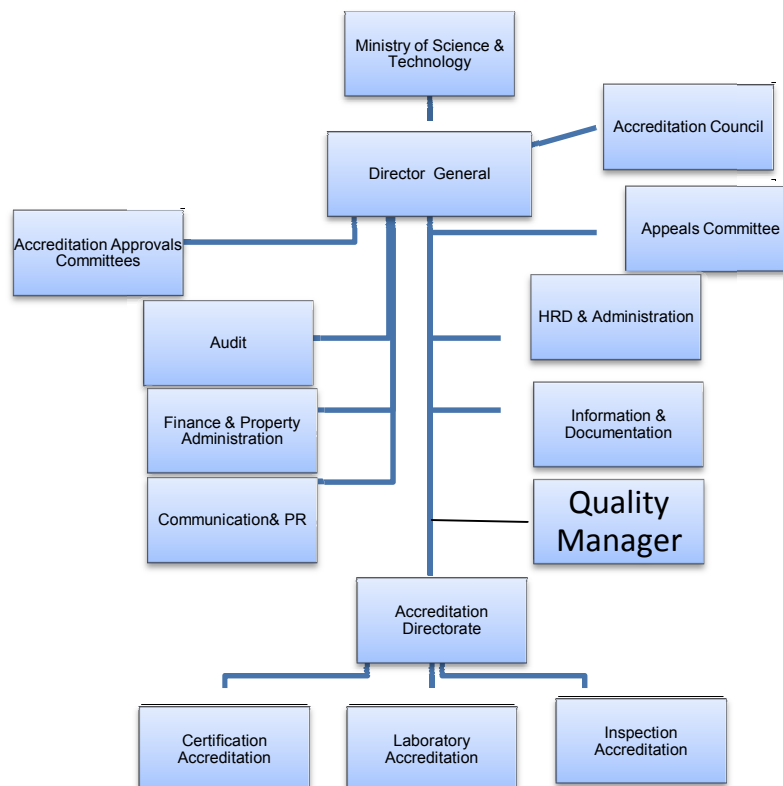 Ministry of Science &
Technology
Accreditation Council
Director  General
Appeals Committee
Accreditation Approvals
Committees
HRD & Administration
Audit
Finance & Property
Administration
Information &
Documentation
Quality
Manager
Communication& PR
Accreditation
Directorate
Certification
Accreditation
Laboratory
Accreditation
Inspection
Accreditation